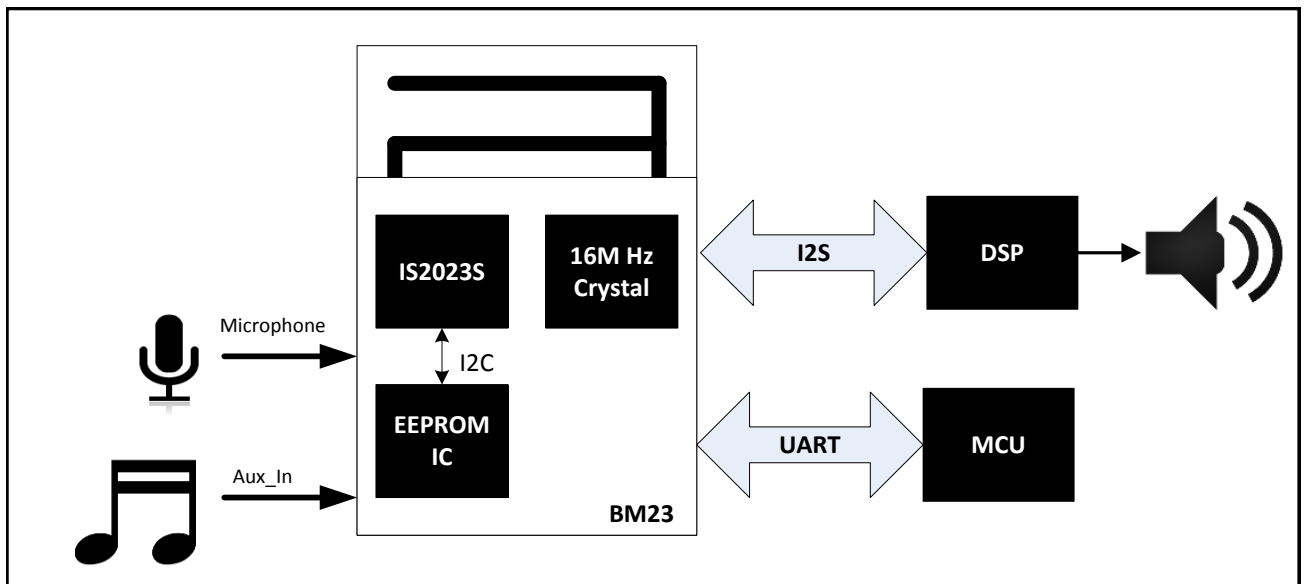 IS2023S
16M Hz
Crystal
I2S
DSP
Microphone
I2C
EEPROM
IC
UART
MCU
Aux_In
BM23